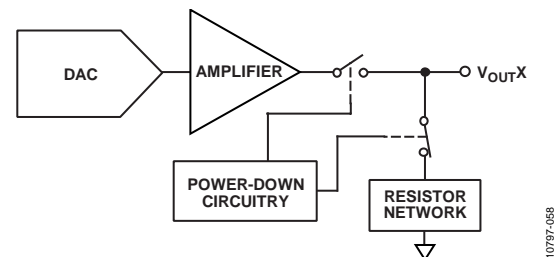 DAC
AMPLIFIER
VOUTX
POWER-DOWN
CIRCUITRY
RESISTOR
NETWORK
10797-058